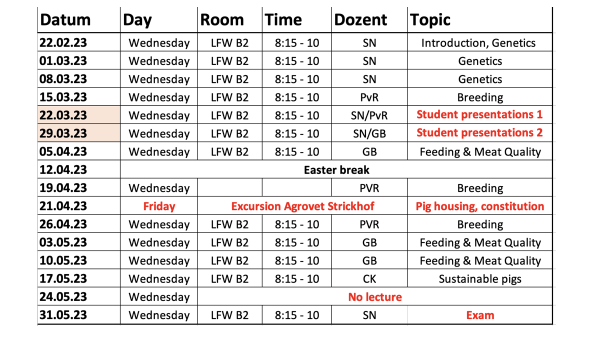 Datum Day Room Time Dozent Topic
22.02.23 Wednesday LFW B2 8:15 - 10 SN Introduction, Genetics
01.03.23 Wednesday LFW B2 8:15 - 10 SN Genetics
08.03.23 Wednesday LFW B2 8:15 - 10 SN Genetics
15.03.23 Wednesday LFW B2 8:15 - 10 PvR Breeding
22.03.23 Wednesday LFW B2 8:15 - 10 SN/PvR Student presentations 1
29.03.23 Wednesday LFW B2 8:15 - 10 SN/GB Student presentations 2
05.04.23 Wednesday LFW B2 8:15 - 10 GB Feeding & Meat Quality
12.04.23 Easter break
19.04.23 Wednesday PVR Breeding
21.04.23 Friday Excursion Agrovet Strickhof Pig housing, constitution
26.04.23 Wednesday LFW B2 8:15 - 10 PVR Breeding
03.05.23 Wednesday LFW B2 8:15 - 10 GB Feeding & Meat Quality
10.05.23 Wednesday LFW B2 8:15 - 10 GB Feeding & Meat Quality
17.05.23 Wednesday LFW B2 8:15 - 10 CK Sustainable pigs
24.05.23 Wednesday No lecture
31.05.23 Wednesday LFW B2 8:15 - 10 SN Exam